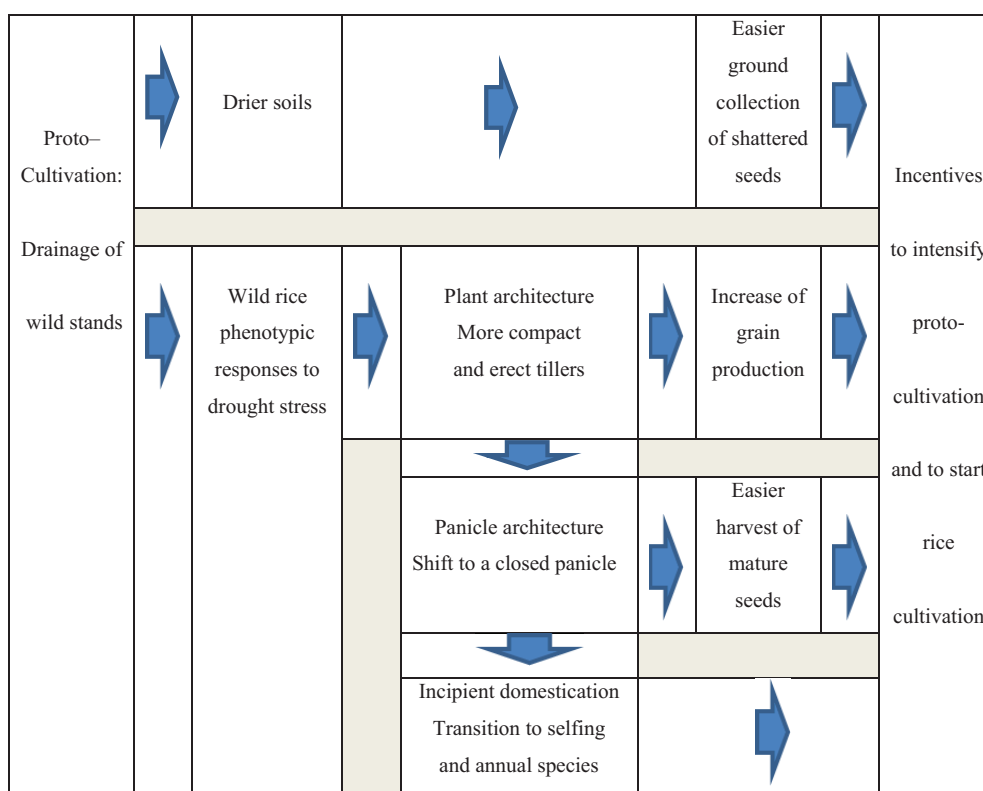 Proto–
Cultivation:
Drainage of
wild stands
Drier soils
Easier
ground
collection
of shattered
seeds
Wild rice
phenotypic
responses to
drought stress
Plant architecture
More compact
and erect tillers
Increase of
grain
production
Panicle architecture
Shift to a closed panicle
Easier
harvest of
mature
seeds
Incipient domestication
Transition to selfing
and annual species
Incentives
to intensify
proto-
cultivation
and to start
rice
cultivation